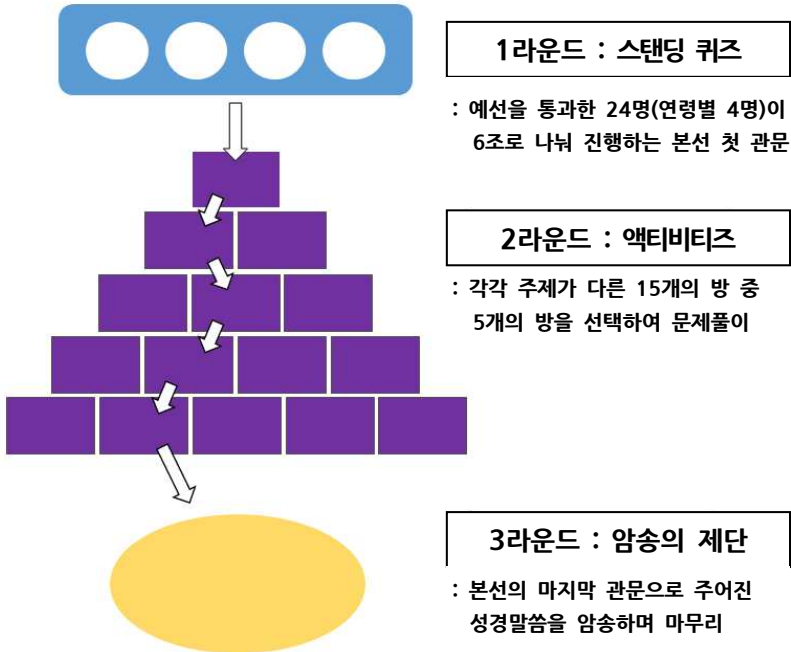 1라운드 : 스탠딩 퀴즈
: 예선을 통과한 24명(연령별 4명)이
6조로 나눠 진행하는 본선 첫 관문
2라운드 : 액티비티즈
: 각각 주제가 다른 15개의 방 중
5개의 방을 선택하여 문제풀이
3라운드 : 암송의 제단
: 본선의 마지막 관문으로 주어진
성경말씀을 암송하며 마무리